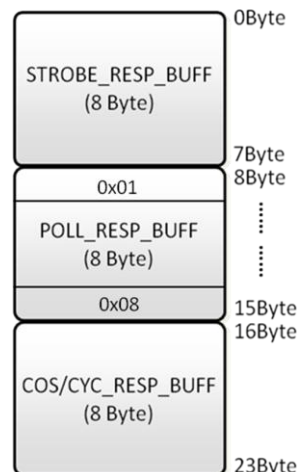 0Byte
STROBE_RESP_BUFF
(8 Byte)
7Byte
8Byte
0x01
POLL_RESP_BUFF
(8 Byte)
0x08
15Byte
16Byte
COS/CYC_RESP_BUFF
(8 Byte)
23Byte